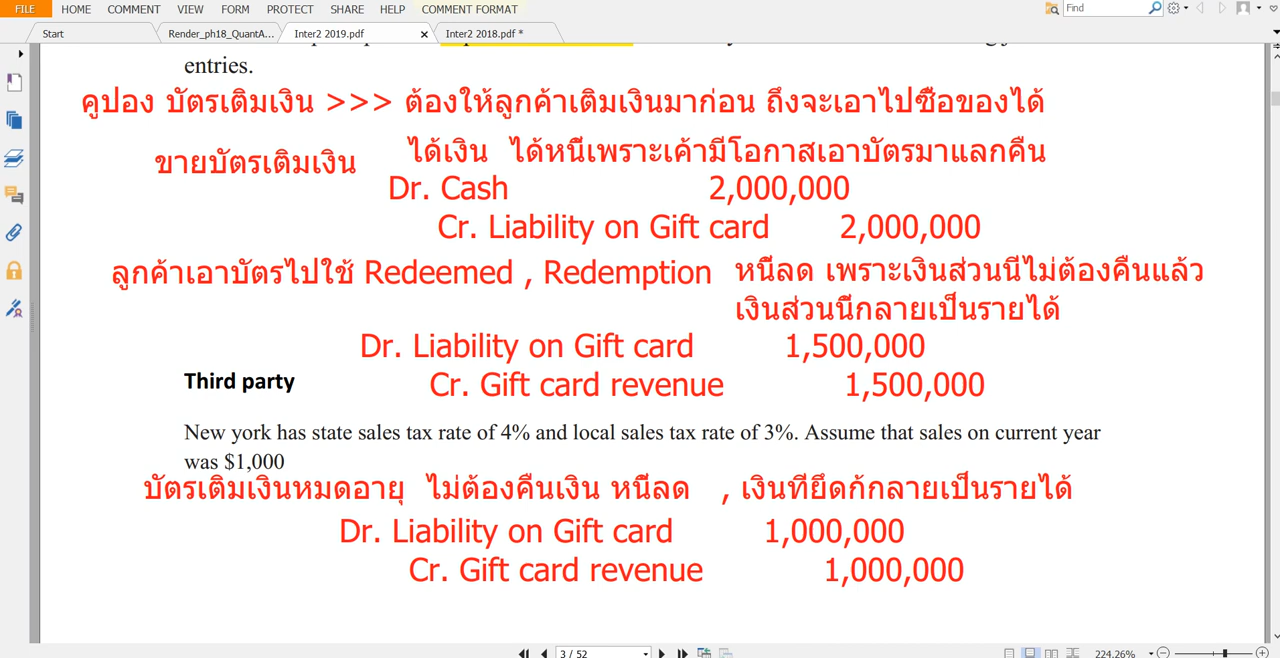 FILE HOME COMMENT VIEW FORM PROTECT SHARE HELP COMMENT FORMAT Find
Start Render_ph18_QuantA... Inter2 2019.pdf Inter2 2018.pdf *
entries.
คูปอง บัตรเติมเงิน >>> ต้องให้ลูกค้าเติมเงินมาก่อน ถึงจะเอาไปซื้อของได้
ขายบัตรเติมเงิน ได้เงิน ได้หนี้เพราะเค้ามีโอกาสเอาบัตรมาแลกคืน
Dr. Cash 2,000,000
Cr. Liability on Gift card 2,000,000
ลูกค้าเอาบัตรไปใช้ Redeemed , Redemption หนี้ลด เพราะเงินส่วนนี้ไม่ต้องคืนแล้ว
เงินส่วนนี้กลายเป็นรายได้
Dr. Liability on Gift card 1,500,000
Third party Cr. Gift card revenue 1,500,000
New york has state sales tax rate of 4% and local sales tax rate of 3%. Assume that sales on current year
was $1,000
บัตรเติมเงินหมดอายุ ไม่ต้องคืนเงิน หนี้ลด , เงินที่ยึดก้กลายเป็นรายได้
Dr. Liability on Gift card 1,000,000
Cr. Gift card revenue 1,000,000
3 / 52 224.26%